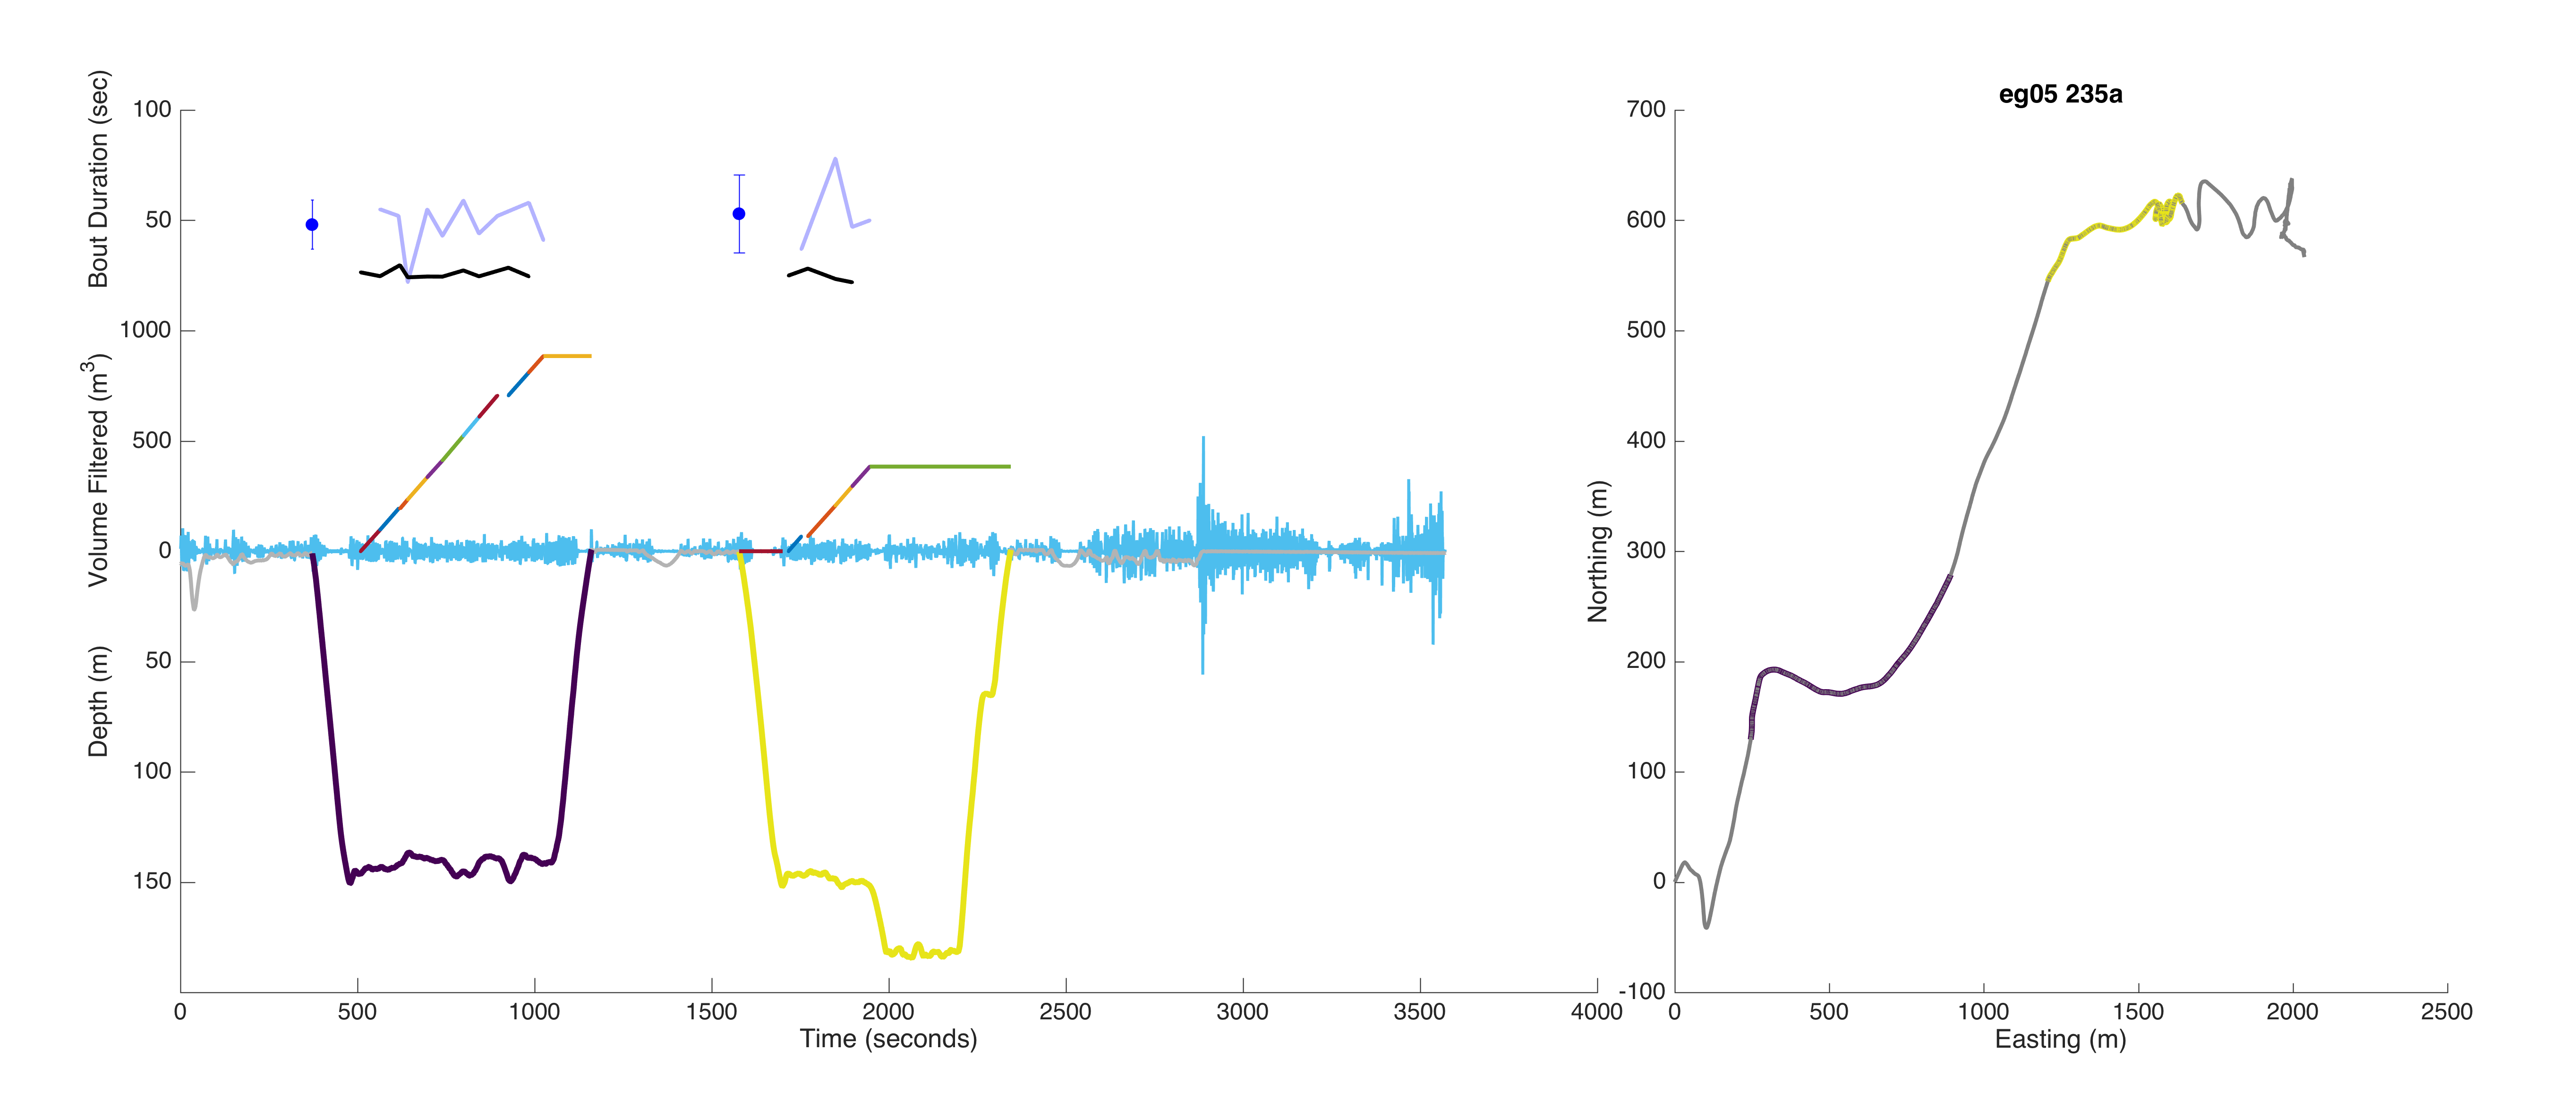 Bout Duration (sec)
100
50
1000
Volume Filtered (m3)
500
0
Depth (m)
50
100
150
0 500 1000 1500 2000 2500 3000 3500 4000
Time (seconds)
eg05 235a
Northing (m)
700
600
500
400
300
200
100
0
-100
0 500 1000 1500 2000 2500
Easting (m)